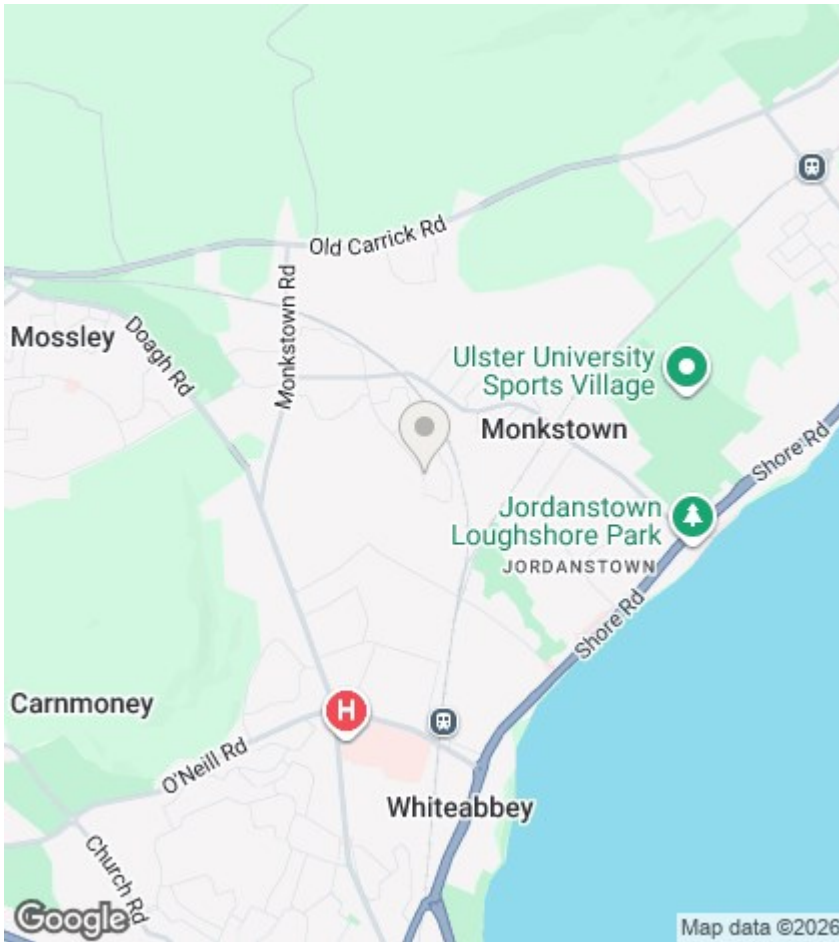 Old Carrick Rd
Mossley
Doagh Rd
Monkstown Rd
Ulster University
Sports Village
Monkstown
Shore Rd
Jordanstown
Loughshore Park
JORDANSTOWN
Shore Rd
Carnmoney
H
O'Neill Rd
Whiteabbey
Church Rd
Google
Map data ©2026